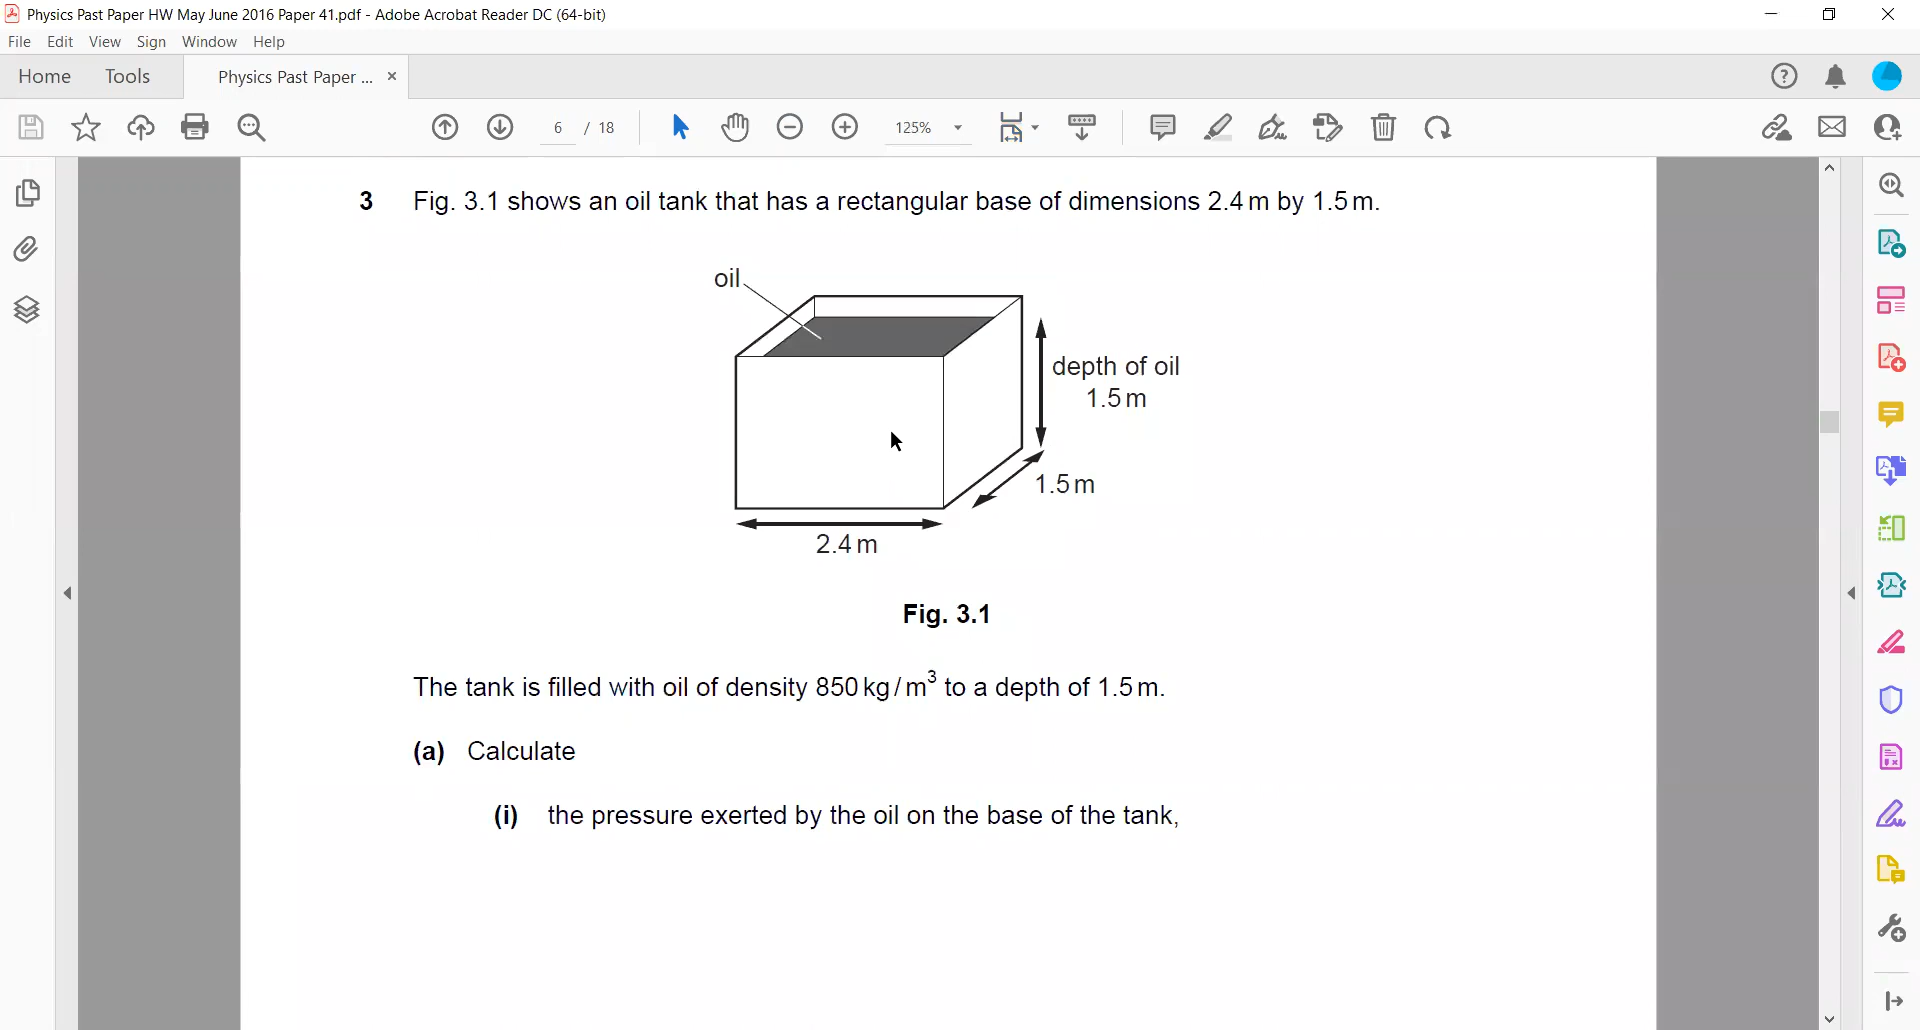 Physics Past Paper HW May June 2016 Paper 41.pdf - Adobe Acrobat Reader DC (64-bit)
File Edit View Sign Window Help
Home Tools Physics Past Paper ... ×
6 / 18 125%
3 Fig. 3.1 shows an oil tank that has a rectangular base of dimensions 2.4 m by 1.5 m.
oil
depth of oil
1.5 m
1.5 m
2.4 m
Fig. 3.1
The tank is filled with oil of density 850 kg / m³ to a depth of 1.5 m.
(a) Calculate
(i) the pressure exerted by the oil on the base of the tank,